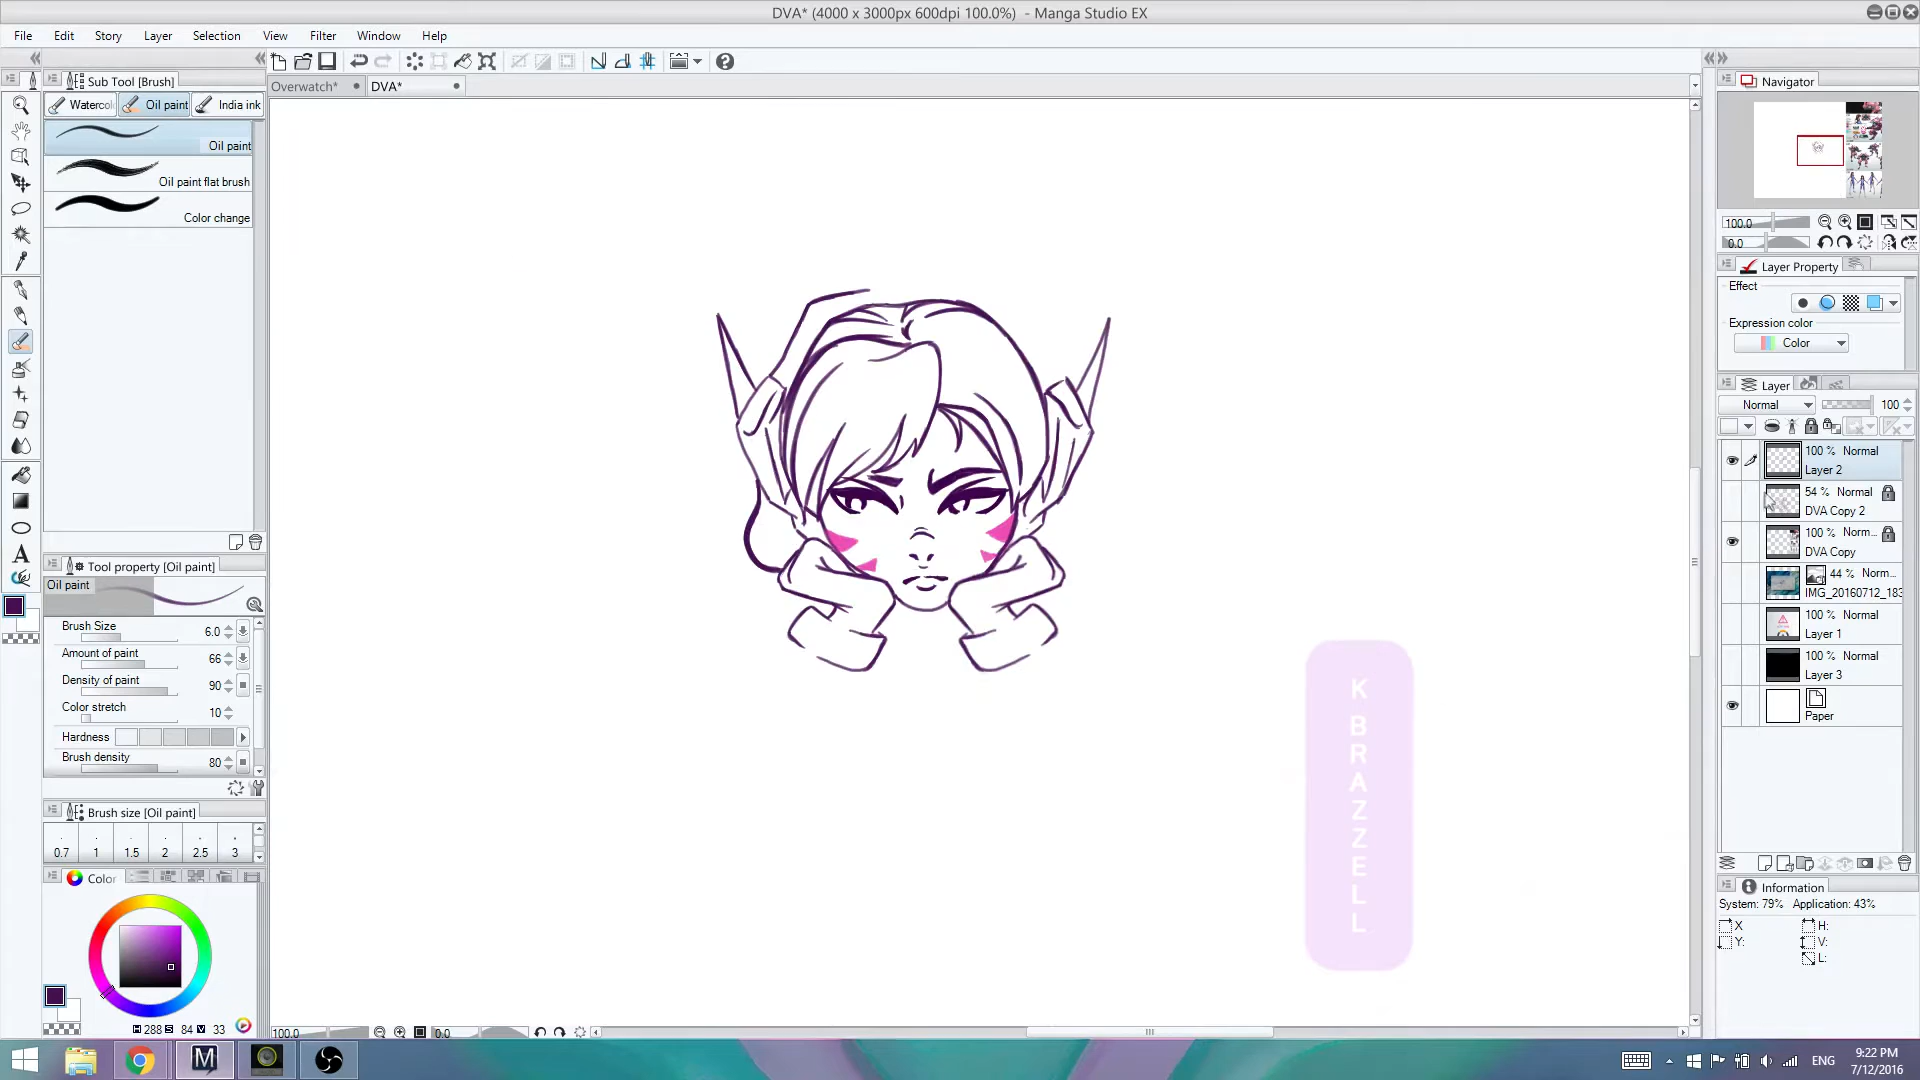 DVA* (4000 x 3000px 600dpi 100.0%) - Manga Studio EX
File Edit Story Layer Selection View Filter Window Help
Sub Tool [Brush]
Watercol Oil paint India ink
Oil paint
Oil paint flat brush
Color change
Tool property [Oil paint]
Oil paint
Brush Size 6.0
Amount of paint 66
Density of paint 90
Color stretch 10
Hardness
Brush density 80
Brush size [Oil paint]
0.7 1 1.5 2 2.5 3
Color
H 288 S 84 V 33
Overwatch* DVA*
K BRAZZELL
100.0 0.0
Navigator
100.0
0.0
Layer Property
Effect
Expression color
Color
Layer
Normal 100
100 % Normal
Layer 2
54 % Normal
DVA Copy 2
100 % Norm...
DVA Copy
44 % Norm...
IMG_20160712_183
100 % Normal
Layer 1
100 % Normal
Layer 3
Paper
Information
System: 79% Application: 43%
X H:
Y: V:
L:
ENG
9:22 PM
7/12/2016